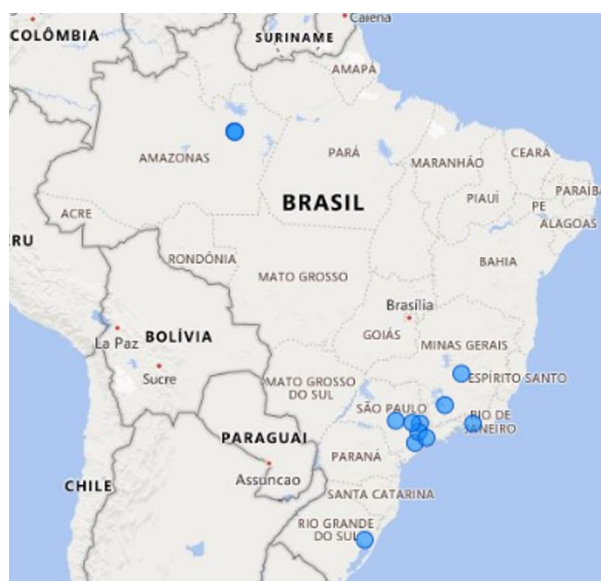 Caiena
COLÔMBIA
SURINAME
AMAPÁ
AMAZONAS
PARÁ
MARANHÃO
CEARÁ
PARAÍB
BRASIL
PIAUÍ
PE
ACRE
ALAGOAS
RU
RONDÔNIA
BAHIA
MATO GROSSO
Brasília
La Paz
BOLÍVIA
GOIÁS
MINAS GERAIS
Sucre
MATO GROSSO
DO SUL
ESPÍRITO SANTO
SÃO PAULO
RIO DE
JANEIRO
PARAGUAI
PARANÁ
Assuncao
CHILE
SANTA CATARINA
RIO GRANDE
DO SUL